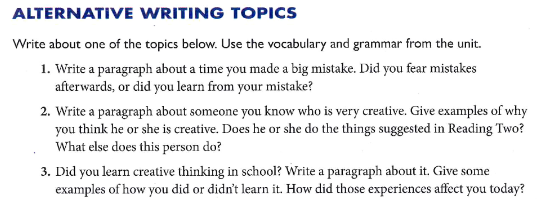 ALTERNATIVE WRITING TOPICS
Write about one of the topics below. Use the vocabulary and grammar from the unit.
1. Write a paragraph about a time you made a big mistake. Did you fear mistakes
afterwards, or did you learn from your mistake?
2. Write a paragraph about someone you know who is very creative. Give examples of why
you think he or she is creative. Does he or she do the things suggested in Reading Two?
What else does this person do?
3. Did you learn creative thinking in school? Write a paragraph about it. Give some
examples of how you did or didn't learn it. How did those experiences affect you today?